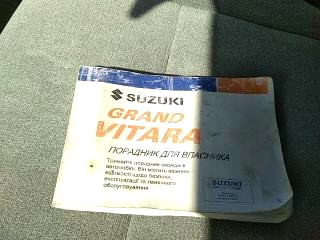 SUZUKI
GRAND
VITARA
ПОРАДНИК ДЛЯ ВЛАСНИКА
Тримайте порадник завжди в
автомобілі. Він містить важливі
відомості щодо безпеки,
експлуатації та технічного
обслуговування
SUZUKI